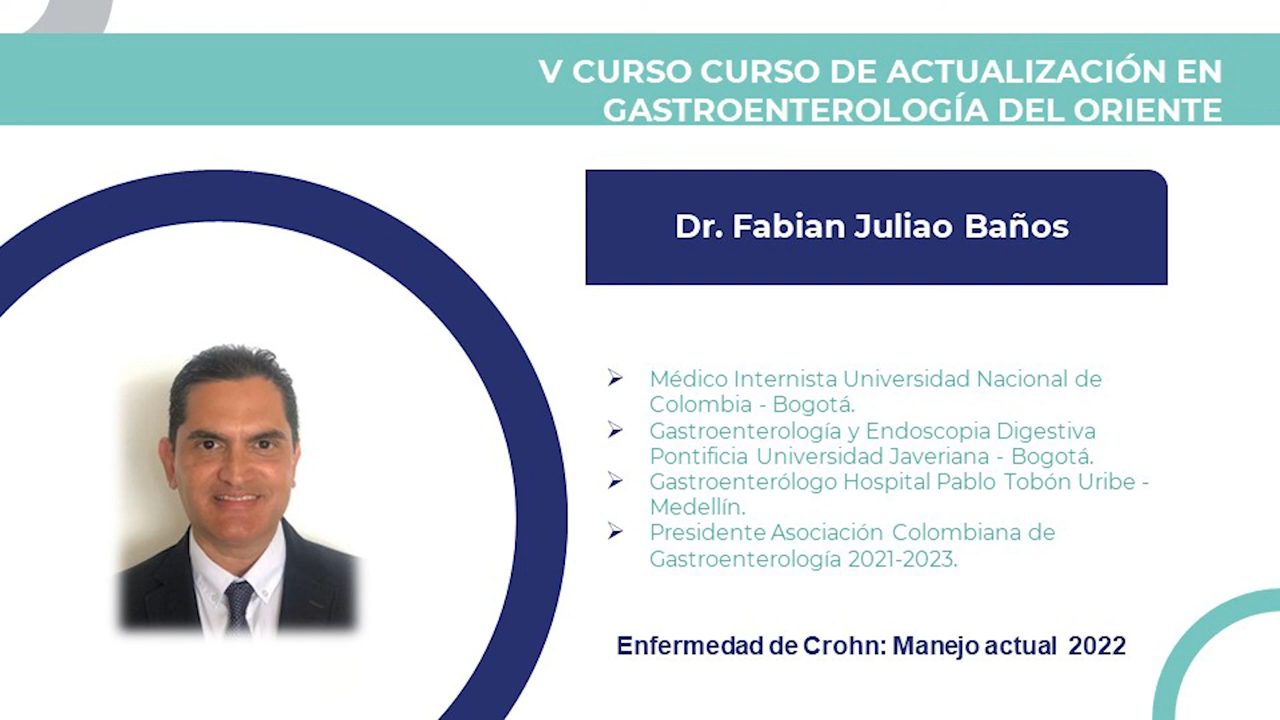 V CURSO CURSO DE ACTUALIZACIÓN EN
GASTROENTEROLOGÍA DEL ORIENTE
Dr. Fabian Juliao Baños
Médico Internista Universidad Nacional de
Colombia - Bogotá.
Gastroenterología y Endoscopia Digestiva
Pontificia Universidad Javeriana - Bogotá.
Gastroenterólogo Hospital Pablo Tobón Uribe -
Medellín.
Presidente Asociación Colombiana de
Gastroenterología 2021-2023.
Enfermedad de Crohn: Manejo actual 2022